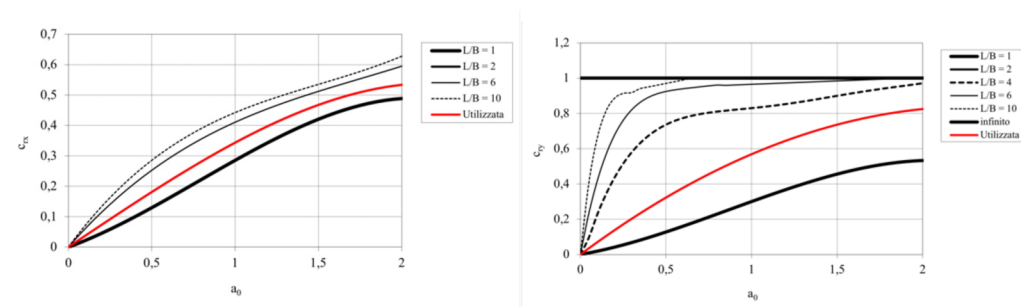 0,7
0,6
0,5
0,4
0,3
0,2
0,1
0
c_rx
0
0,5
1
1,5
2
a₀
L/B = 1
L/B = 2
L/B = 6
L/B = 10
Utilizzata
1,2
1
0,8
0,6
0,4
0,2
0
c_ry
0
0,5
1
1,5
2
a₀
L/B = 1
L/B = 2
L/B = 4
L/B = 6
L/B = 10
infinito
Utilizzata